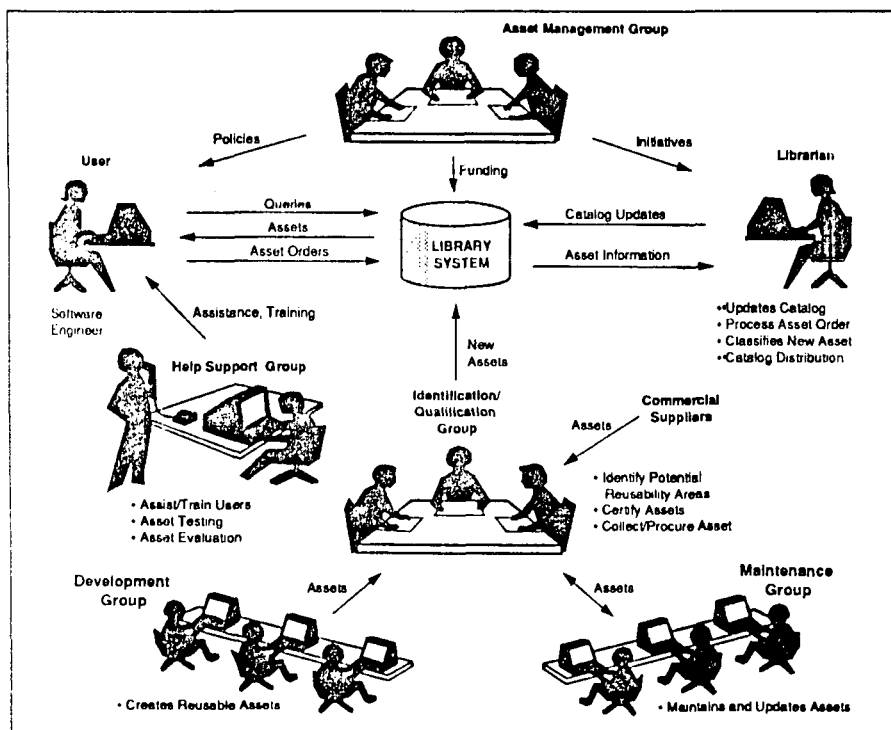 Asset Management Group
Policies
Initiatives
User
Funding
Librarian
Queries
Assets
Asset Orders
LIBRARY
SYSTEM
Catalog Updates
Asset Information
Software
Engineer
Assistance, Training
• Updates Catalog
• Process Asset Order
• Classifies New Asset
• Catalog Distribution
Help Support Group
New
Assets
Identification/
Qualification
Group
Commercial
Suppliers
Assets
• Assist/Train Users
• Asset Testing
• Asset Evaluation
• Identify Potential
Reusability Areas
• Certify Assets
• Collect/Procure Asset
Development
Group
Assets
Assets
Maintenance
Group
• Creates Reusable Assets
• Maintains and Updates Assets